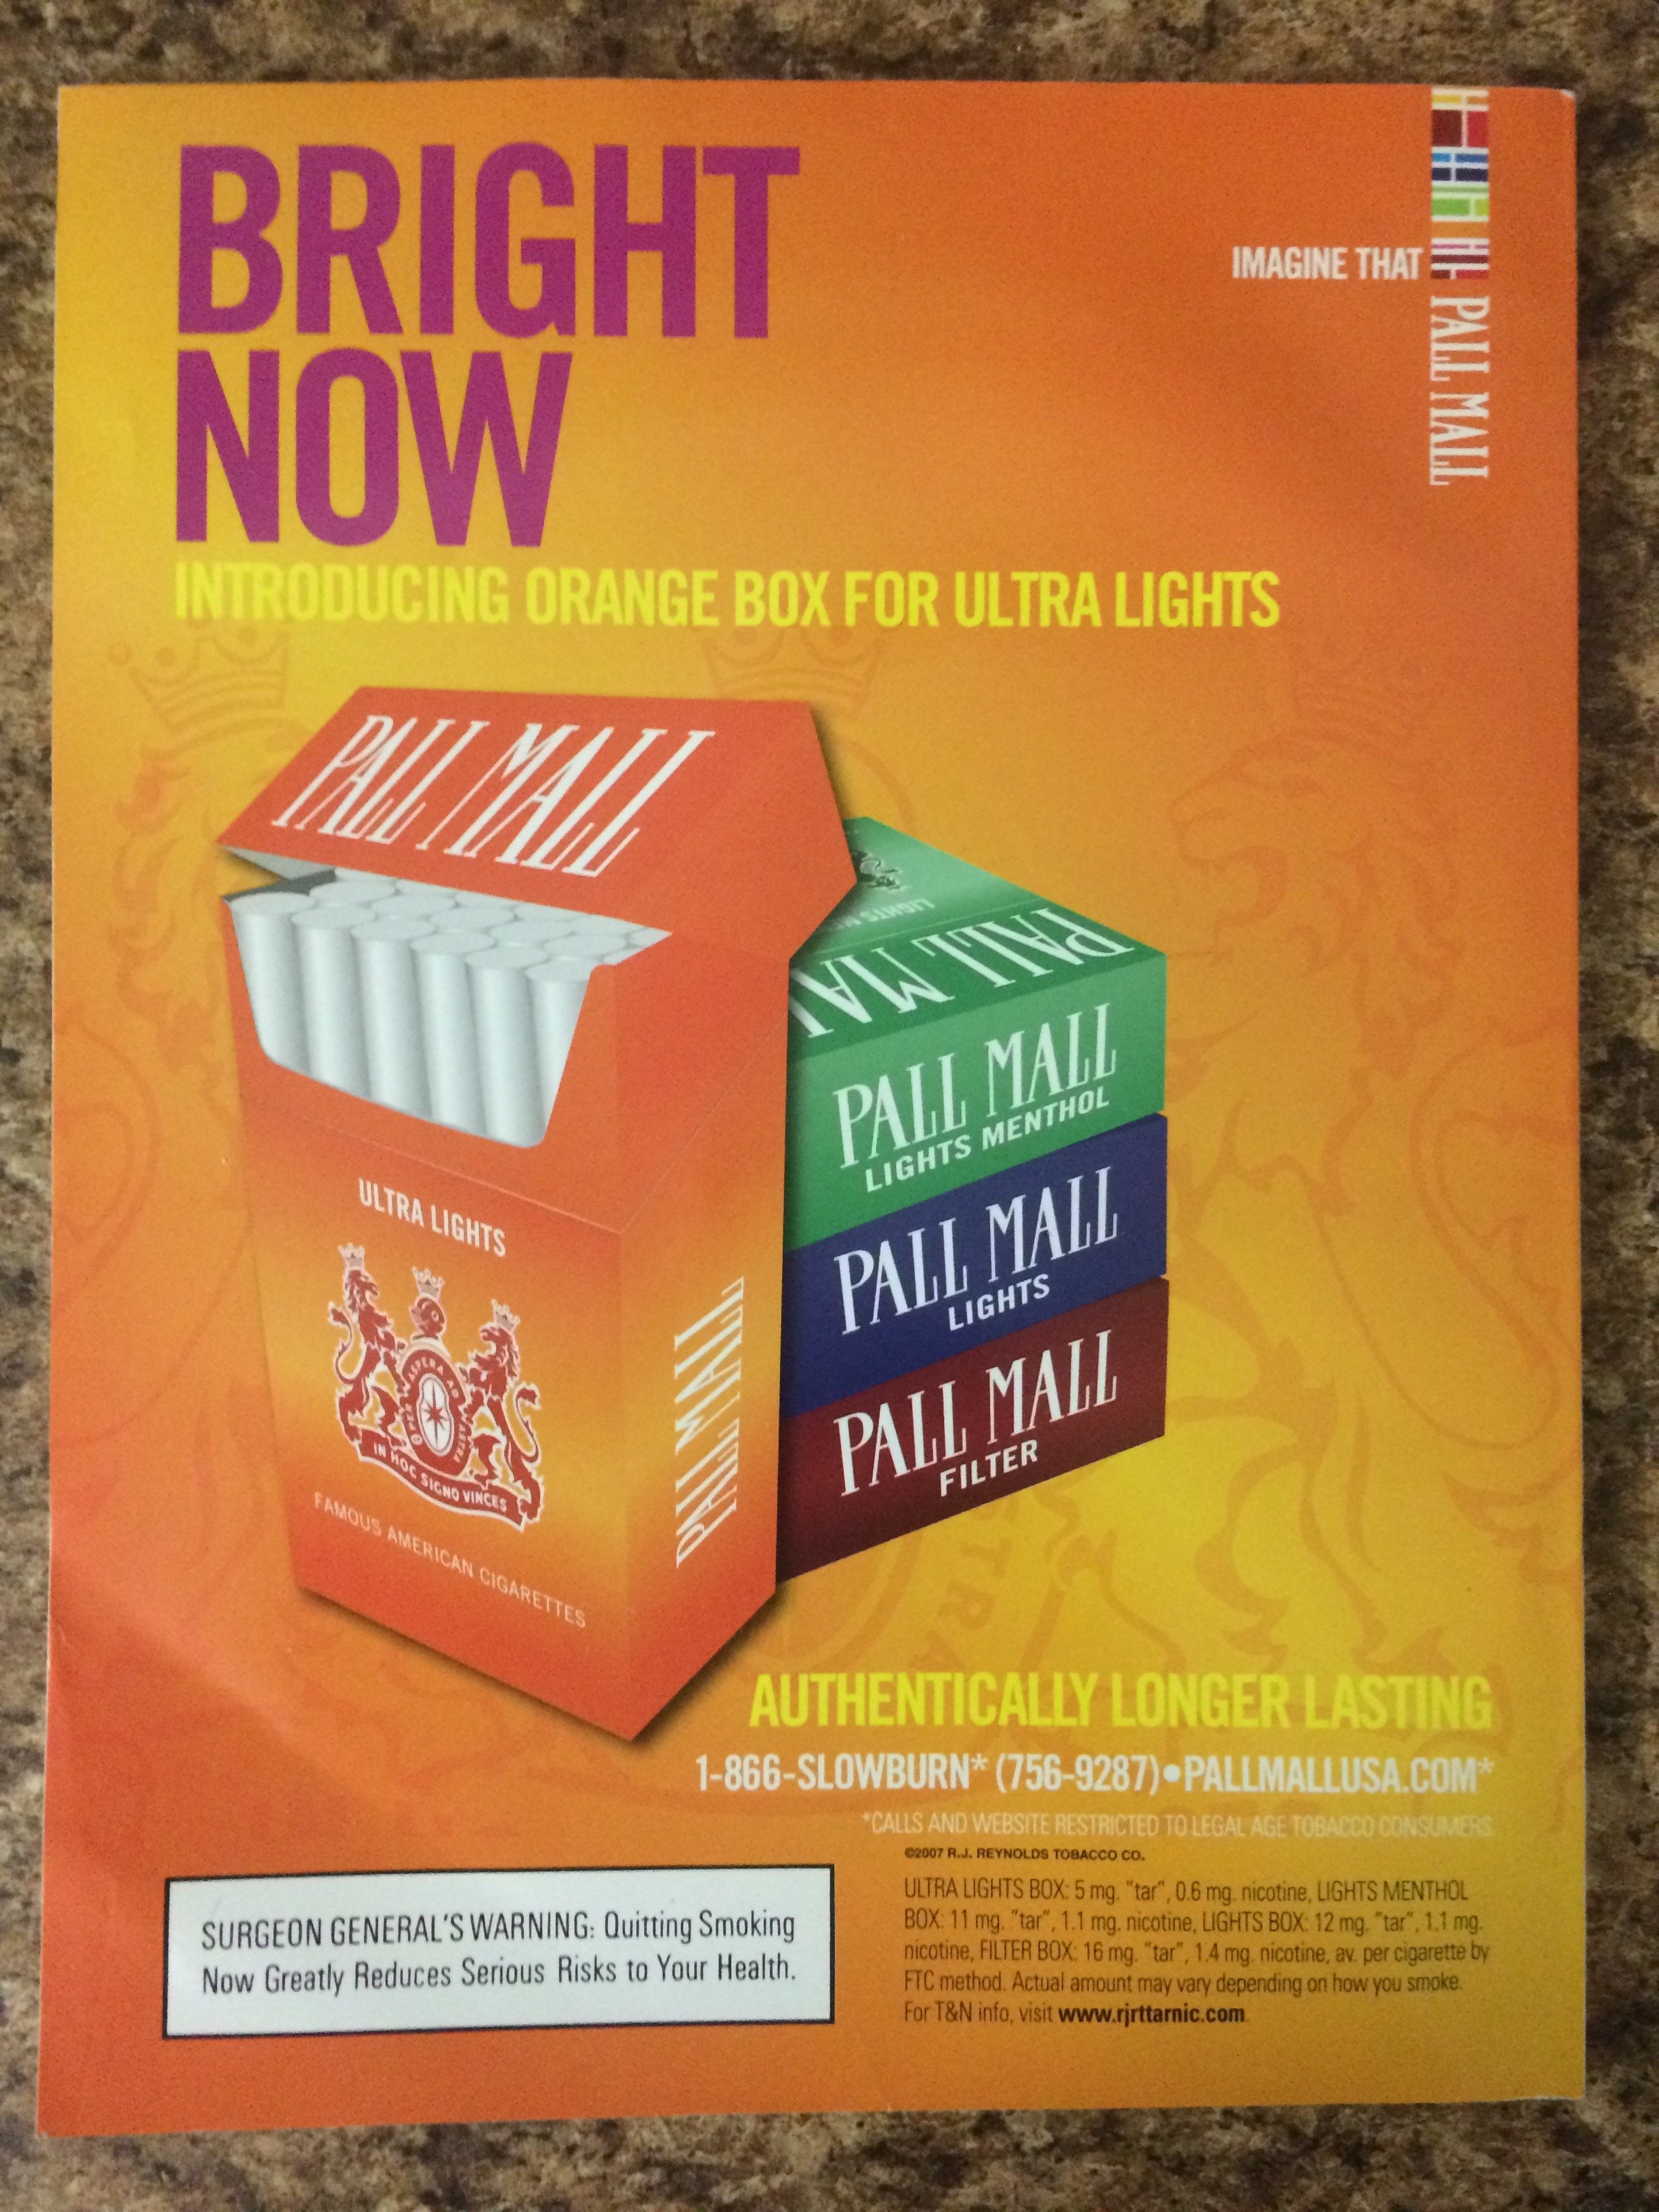 BRIGHT
NOW
IMAGINE THAT
PALL MALL
INTRODUCING ORANGE BOX FOR ULTRA LIGHTS
PALL MALL
ULTRA LIGHTS
PER ASPERA AD ASTRA
IN HOC SIGNO VINCES
FAMOUS AMERICAN CIGARETTES
PALL MALL
LIGHTS
PALL MAL
PALL MALL
LIGHTS MENTHOL
PALL MALL
LIGHTS
PALL MALL
FILTER
AUTHENTICALLY LONGER LASTING
1-866-SLOWBURN* (756-9287)•PALLMALLUSA.COM*
*CALLS AND WEBSITE RESTRICTED TO LEGAL AGE TOBACCO CONSUMERS
©2007 R.J. REYNOLDS TOBACCO CO.
ULTRA LIGHTS BOX: 5 mg. "tar", 0.6 mg. nicotine, LIGHTS MENTHOL
BOX: 11 mg. "tar", 1.1 mg. nicotine, LIGHTS BOX: 12 mg. "tar", 1.1 mg.
nicotine, FILTER BOX: 16 mg. "tar", 1.4 mg. nicotine, av. per cigarette by
FTC method. Actual amount may vary depending on how you smoke.
For T&N info, visit www.rjrttarnic.com.
SURGEON GENERAL'S WARNING: Quitting Smoking
Now Greatly Reduces Serious Risks to Your Health.